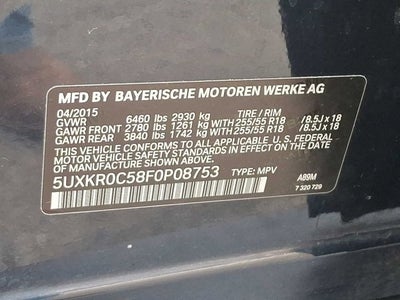 MFD BY BAYERISCHE MOTOREN WERKE AG
04/2015 TIRE / RIM
GVWR 6460 lbs 2930 kg
GAWR FRONT 2780 lbs 1261 kg WITH 255/55 R18 /8.5J x 18
GAWR REAR 3840 lbs 1742 kg WITH 255/55 R18 /8.5J x 18
THIS VEHICLE CONFORMS TO ALL APPLICABLE U. S. FEDERAL
MOTOR VEHICLE SAFETY STANDARDS IN EFFECT ON THE DATE
OF MANUFACTURE SHOWN ABOVE.
5UXKR0C58F0P08753 TYPE: MPV A89M
7 320 729